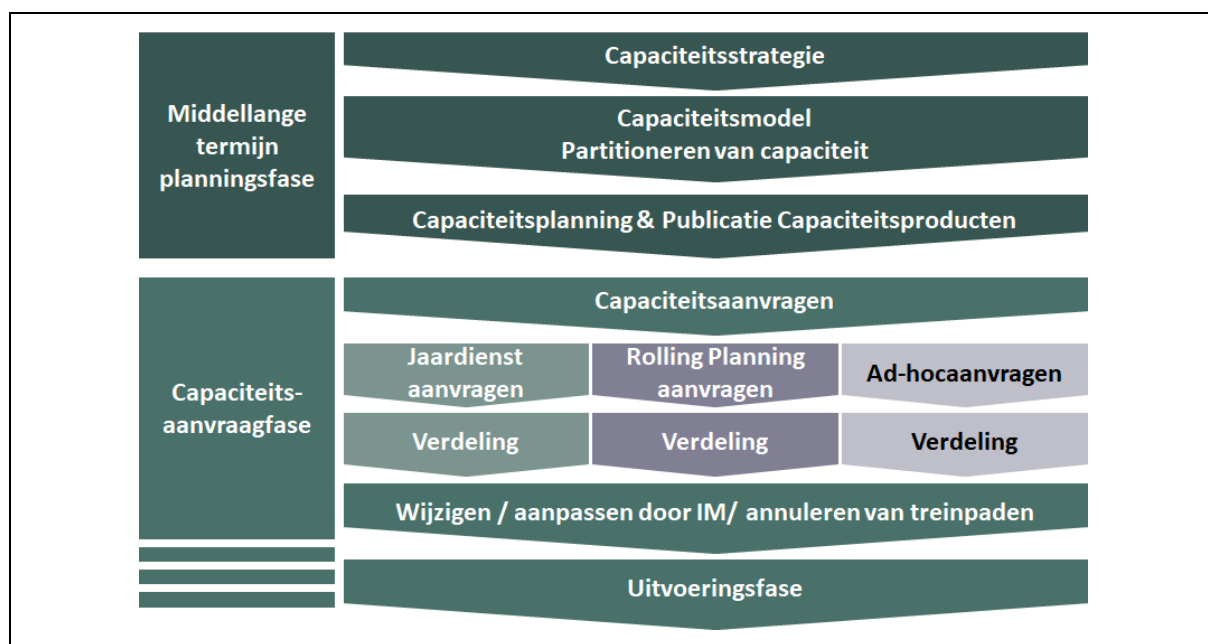 Middellange
termijn
planningsfase
Capaciteitsstrategie
Capaciteitsmodel
Partitioneren van capaciteit
Capaciteitsplanning & Publicatie Capaciteitsproducten
Capaciteits-
aanvraagfase
Capaciteitsaanvragen
Jaardienst
aanvragen
Rolling Planning
aanvragen
Ad-hocaanvragen
Verdeling
Verdeling
Verdeling
Wijzigen / aanpassen door IM/ annuleren van treinpaden
Uitvoeringsfase